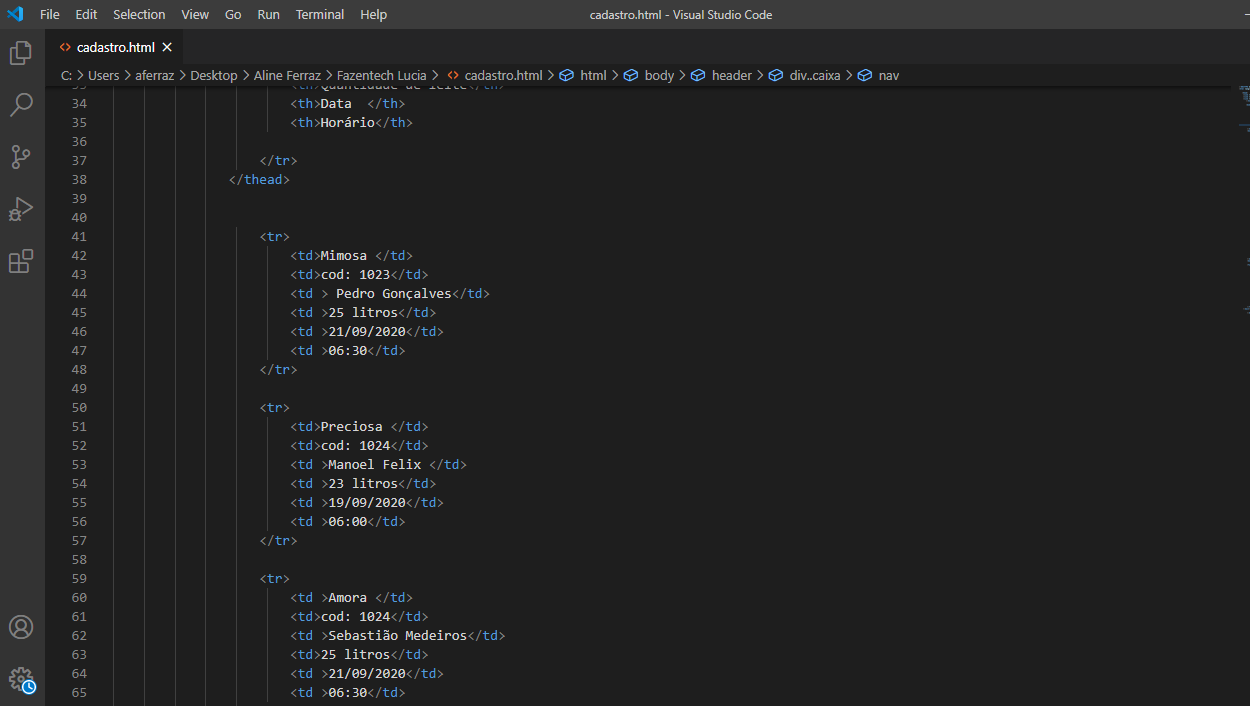 File Edit Selection View Go Run Terminal Help cadastro.html - Visual Studio Code
<> cadastro.html ×
C: > Users > aferraz > Desktop > Aline Ferraz > Fazentech Lucia > <> cadastro.html > html > body > header > div..caixa > nav
33 <th>Quantidade de leite</th>
34 <th>Data  </th>
35 <th>Horário</th>
36
37 </tr>
38 </thead>
39
40
41 <tr>
42 <td>Mimosa </td>
43 <td>cod: 1023</td>
44 <td > Pedro Gonçalves</td>
45 <td >25 litros</td>
46 <td >21/09/2020</td>
47 <td >06:30</td>
48 </tr>
49
50 <tr>
51 <td>Preciosa </td>
52 <td>cod: 1024</td>
53 <td >Manoel Felix </td>
54 <td >23 litros</td>
55 <td >19/09/2020</td>
56 <td >06:00</td>
57 </tr>
58
59 <tr>
60 <td >Amora </td>
61 <td>cod: 1024</td>
62 <td >Sebastião Medeiros</td>
63 <td>25 litros</td>
64 <td >21/09/2020</td>
65 <td >06:30</td>